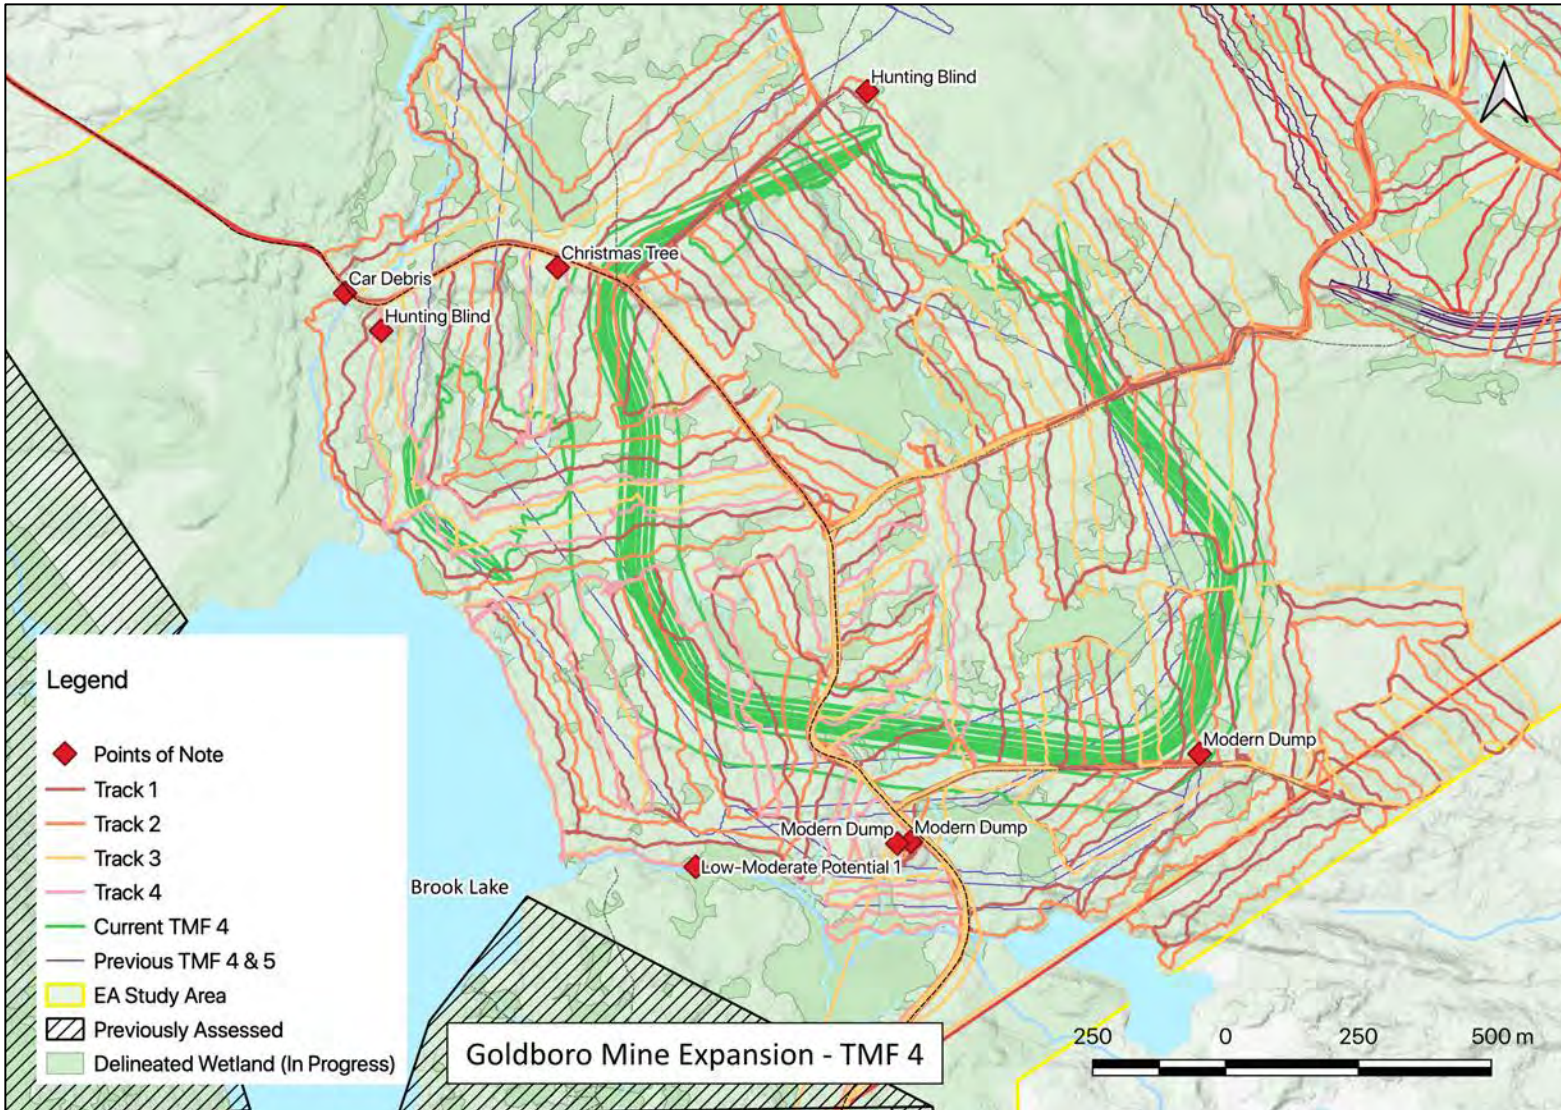 Hunting Blind
Christmas Tree
Car Debris
Hunting Blind
Modern Dump
Modern Dump
Modern Dump
Low-Moderate Potential 1
Brook Lake
Legend
Points of Note
Track 1
Track 2
Track 3
Track 4
Current TMF 4
Previous TMF 4 & 5
EA Study Area
Previously Assessed
Delineated Wetland (In Progress)
Goldboro Mine Expansion - TMF 4
250 0 250 500 m